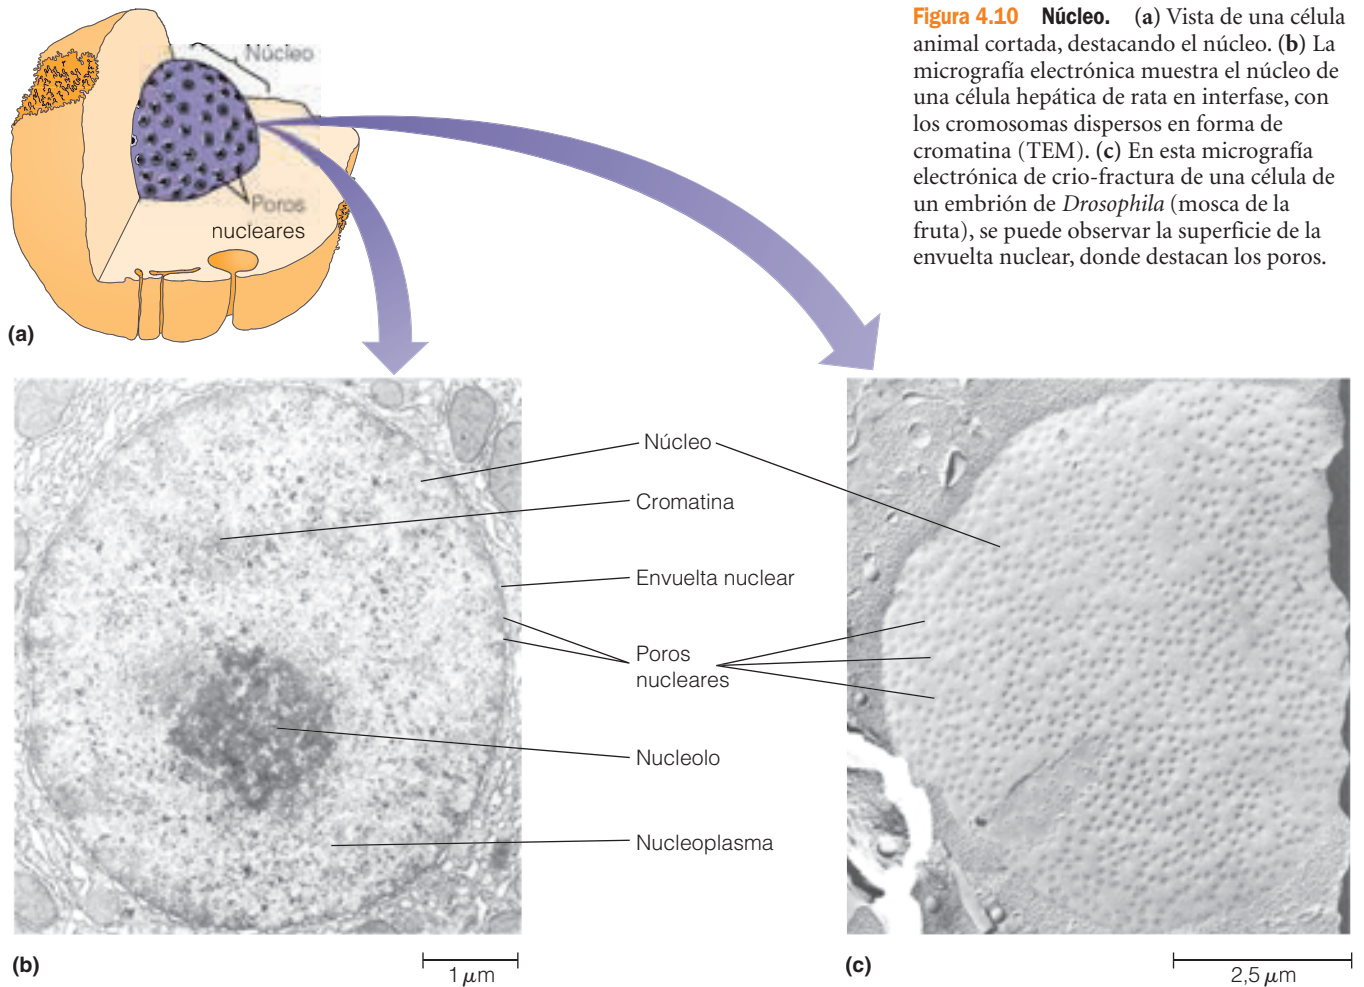 Figura 4.10 Núcleo. (a) Vista de una célula
animal cortada, destacando el núcleo. (b) La
micrografía electrónica muestra el núcleo de
una célula hepática de rata en interfase, con
los cromosomas dispersos en forma de
cromatina (TEM). (c) En esta micrografía
electrónica de crio-fractura de una célula de
un embrión de Drosophila (mosca de la
fruta), se puede observar la superficie de la
envuelta nuclear, donde destacan los poros.
Núcleo
Poros
nucleares
(a)
Núcleo
Cromatina
Envuelta nuclear
Poros
nucleares
Nucleolo
Nucleoplasma
(b)
1 μm
(c)
2,5 μm